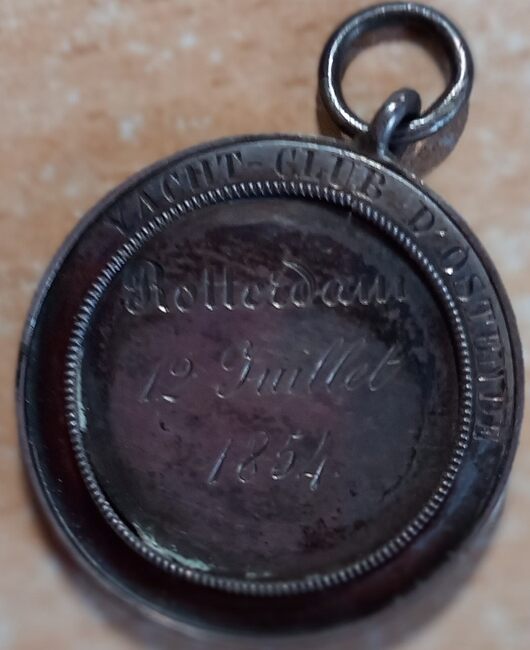 YACHT-CLUB D'OSTENDE
Rotterdam
12 Juillet
1854.